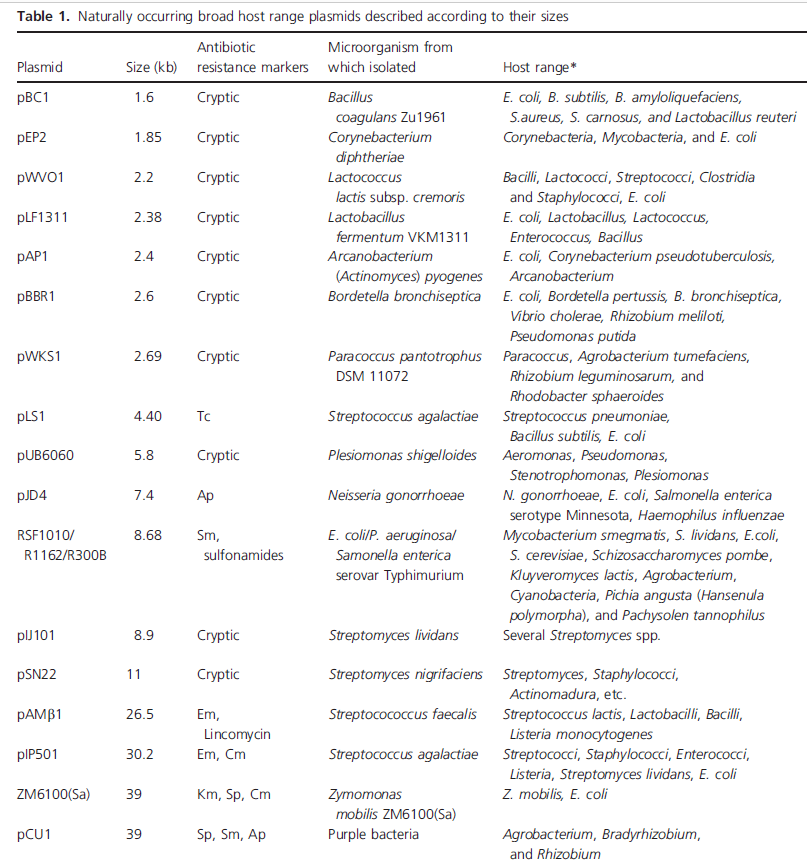 Table 1. Naturally occurring broad host range plasmids described according to their sizes
Antibiotic Microorganism from
Plasmid Size (kb) resistance markers which isolated Host range*
pBC1 1.6 Cryptic Bacillus E. coli, B. subtilis, B. amyloliquefaciens,
coagulans Zu1961 S.aureus, S. carnosus, and Lactobacillus reuteri
pEP2 1.85 Cryptic Corynebacterium Corynebacteria, Mycobacteria, and E. coli
diphtheriae
pWVO1 2.2 Cryptic Lactococcus Bacilli, Lactococci, Streptococci, Clostridia
lactis subsp. cremoris and Staphylococci, E. coli
pLF1311 2.38 Cryptic Lactobacillus E. coli, Lactobacillus, Lactococcus,
fermentum VKM1311 Enterococcus, Bacillus
pAP1 2.4 Cryptic Arcanobacterium E. coli, Corynebacterium pseudotuberculosis,
(Actinomyces) pyogenes Arcanobacterium
pBBR1 2.6 Cryptic Bordetella bronchiseptica E. coli, Bordetella pertussis, B. bronchiseptica,
Vibrio cholerae, Rhizobium meliloti,
Pseudomonas putida
pWKS1 2.69 Cryptic Paracoccus pantotrophus Paracoccus, Agrobacterium tumefaciens,
DSM 11072 Rhizobium leguminosarum, and
Rhodobacter sphaeroides
pLS1 4.40 Tc Streptococcus agalactiae Streptococcus pneumoniae,
Bacillus subtilis, E. coli
pUB6060 5.8 Cryptic Plesiomonas shigelloides Aeromonas, Pseudomonas,
Stenotrophomonas, Plesiomonas
pJD4 7.4 Ap Neisseria gonorrhoeae N. gonorrhoeae, E. coli, Salmonella enterica
serotype Minnesota, Haemophilus influenzae
RSF1010/ 8.68 Sm, E. coli/P. aeruginosa/ Mycobacterium smegmatis, S. lividans, E.coli,
R1162/R300B sulfonamides Samonella enterica S. cerevisiae, Schizosaccharomyces pombe,
serovar Typhimurium Kluyveromyces lactis, Agrobacterium,
Cyanobacteria, Pichia angusta (Hansenula
polymorpha), and Pachysolen tannophilus
pIJ101 8.9 Cryptic Streptomyces lividans Several Streptomyces spp.
pSN22 11 Cryptic Streptomyces nigrifaciens Streptomyces, Staphylococci,
Actinomadura, etc.
pAMβ1 26.5 Em, Streptocococcus faecalis Streptococcus lactis, Lactobacilli, Bacilli,
Lincomycin Listeria monocytogenes
pIP501 30.2 Em, Cm Streptococcus agalactiae Streptococci, Staphylococci, Enterococci,
Listeria, Streptomyces lividans, E. coli
ZM6100(Sa) 39 Km, Sp, Cm Zymomonas Z. mobilis, E. coli
mobilis ZM6100(Sa)
pCU1 39 Sp, Sm, Ap Purple bacteria Agrobacterium, Bradyrhizobium,
and Rhizobium